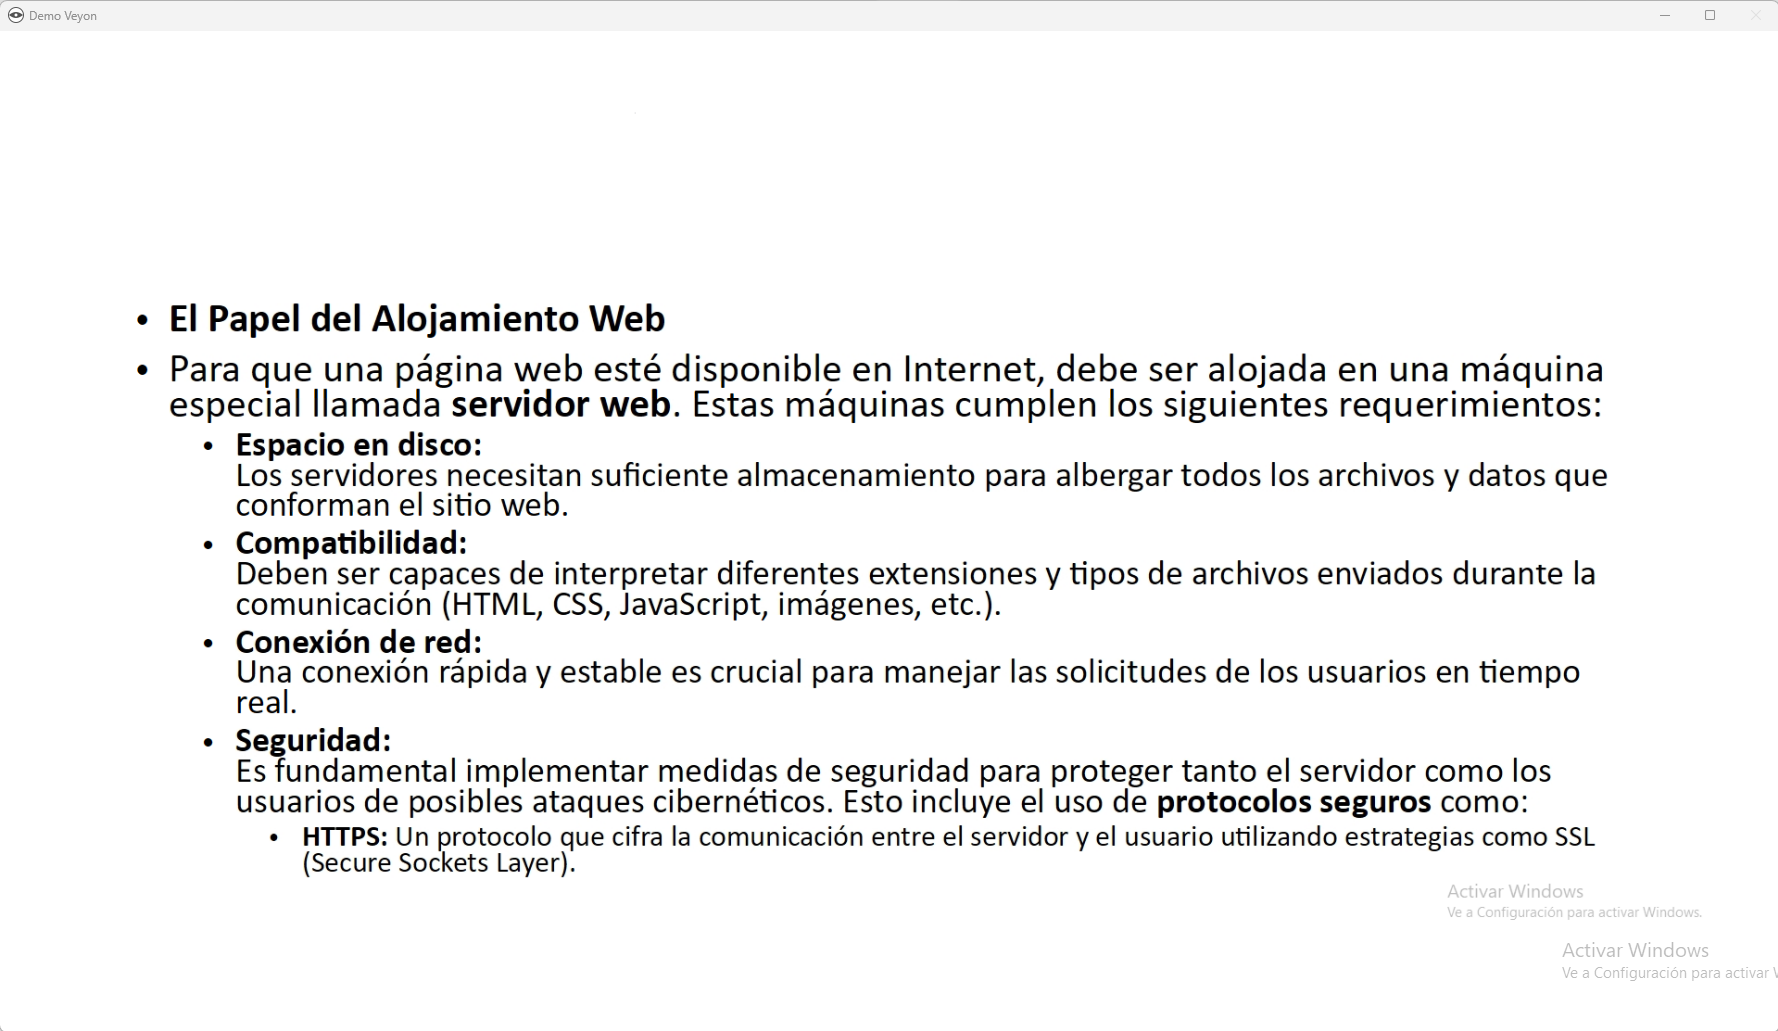 Demo Veyon
• El Papel del Alojamiento Web
• Para que una página web esté disponible en Internet, debe ser alojada en una máquina
especial llamada servidor web. Estas máquinas cumplen los siguientes requerimientos:
• Espacio en disco:
Los servidores necesitan suficiente almacenamiento para albergar todos los archivos y datos que
conforman el sitio web.
• Compatibilidad:
Deben ser capaces de interpretar diferentes extensiones y tipos de archivos enviados durante la
comunicación (HTML, CSS, JavaScript, imágenes, etc.).
• Conexión de red:
Una conexión rápida y estable es crucial para manejar las solicitudes de los usuarios en tiempo
real.
• Seguridad:
Es fundamental implementar medidas de seguridad para proteger tanto el servidor como los
usuarios de posibles ataques cibernéticos. Esto incluye el uso de protocolos seguros como:
• HTTPS: Un protocolo que cifra la comunicación entre el servidor y el usuario utilizando estrategias como SSL
(Secure Sockets Layer).
Activar Windows
Ve a Configuración para activar Windows.
Activar Windows
Ve a Configuración para activar